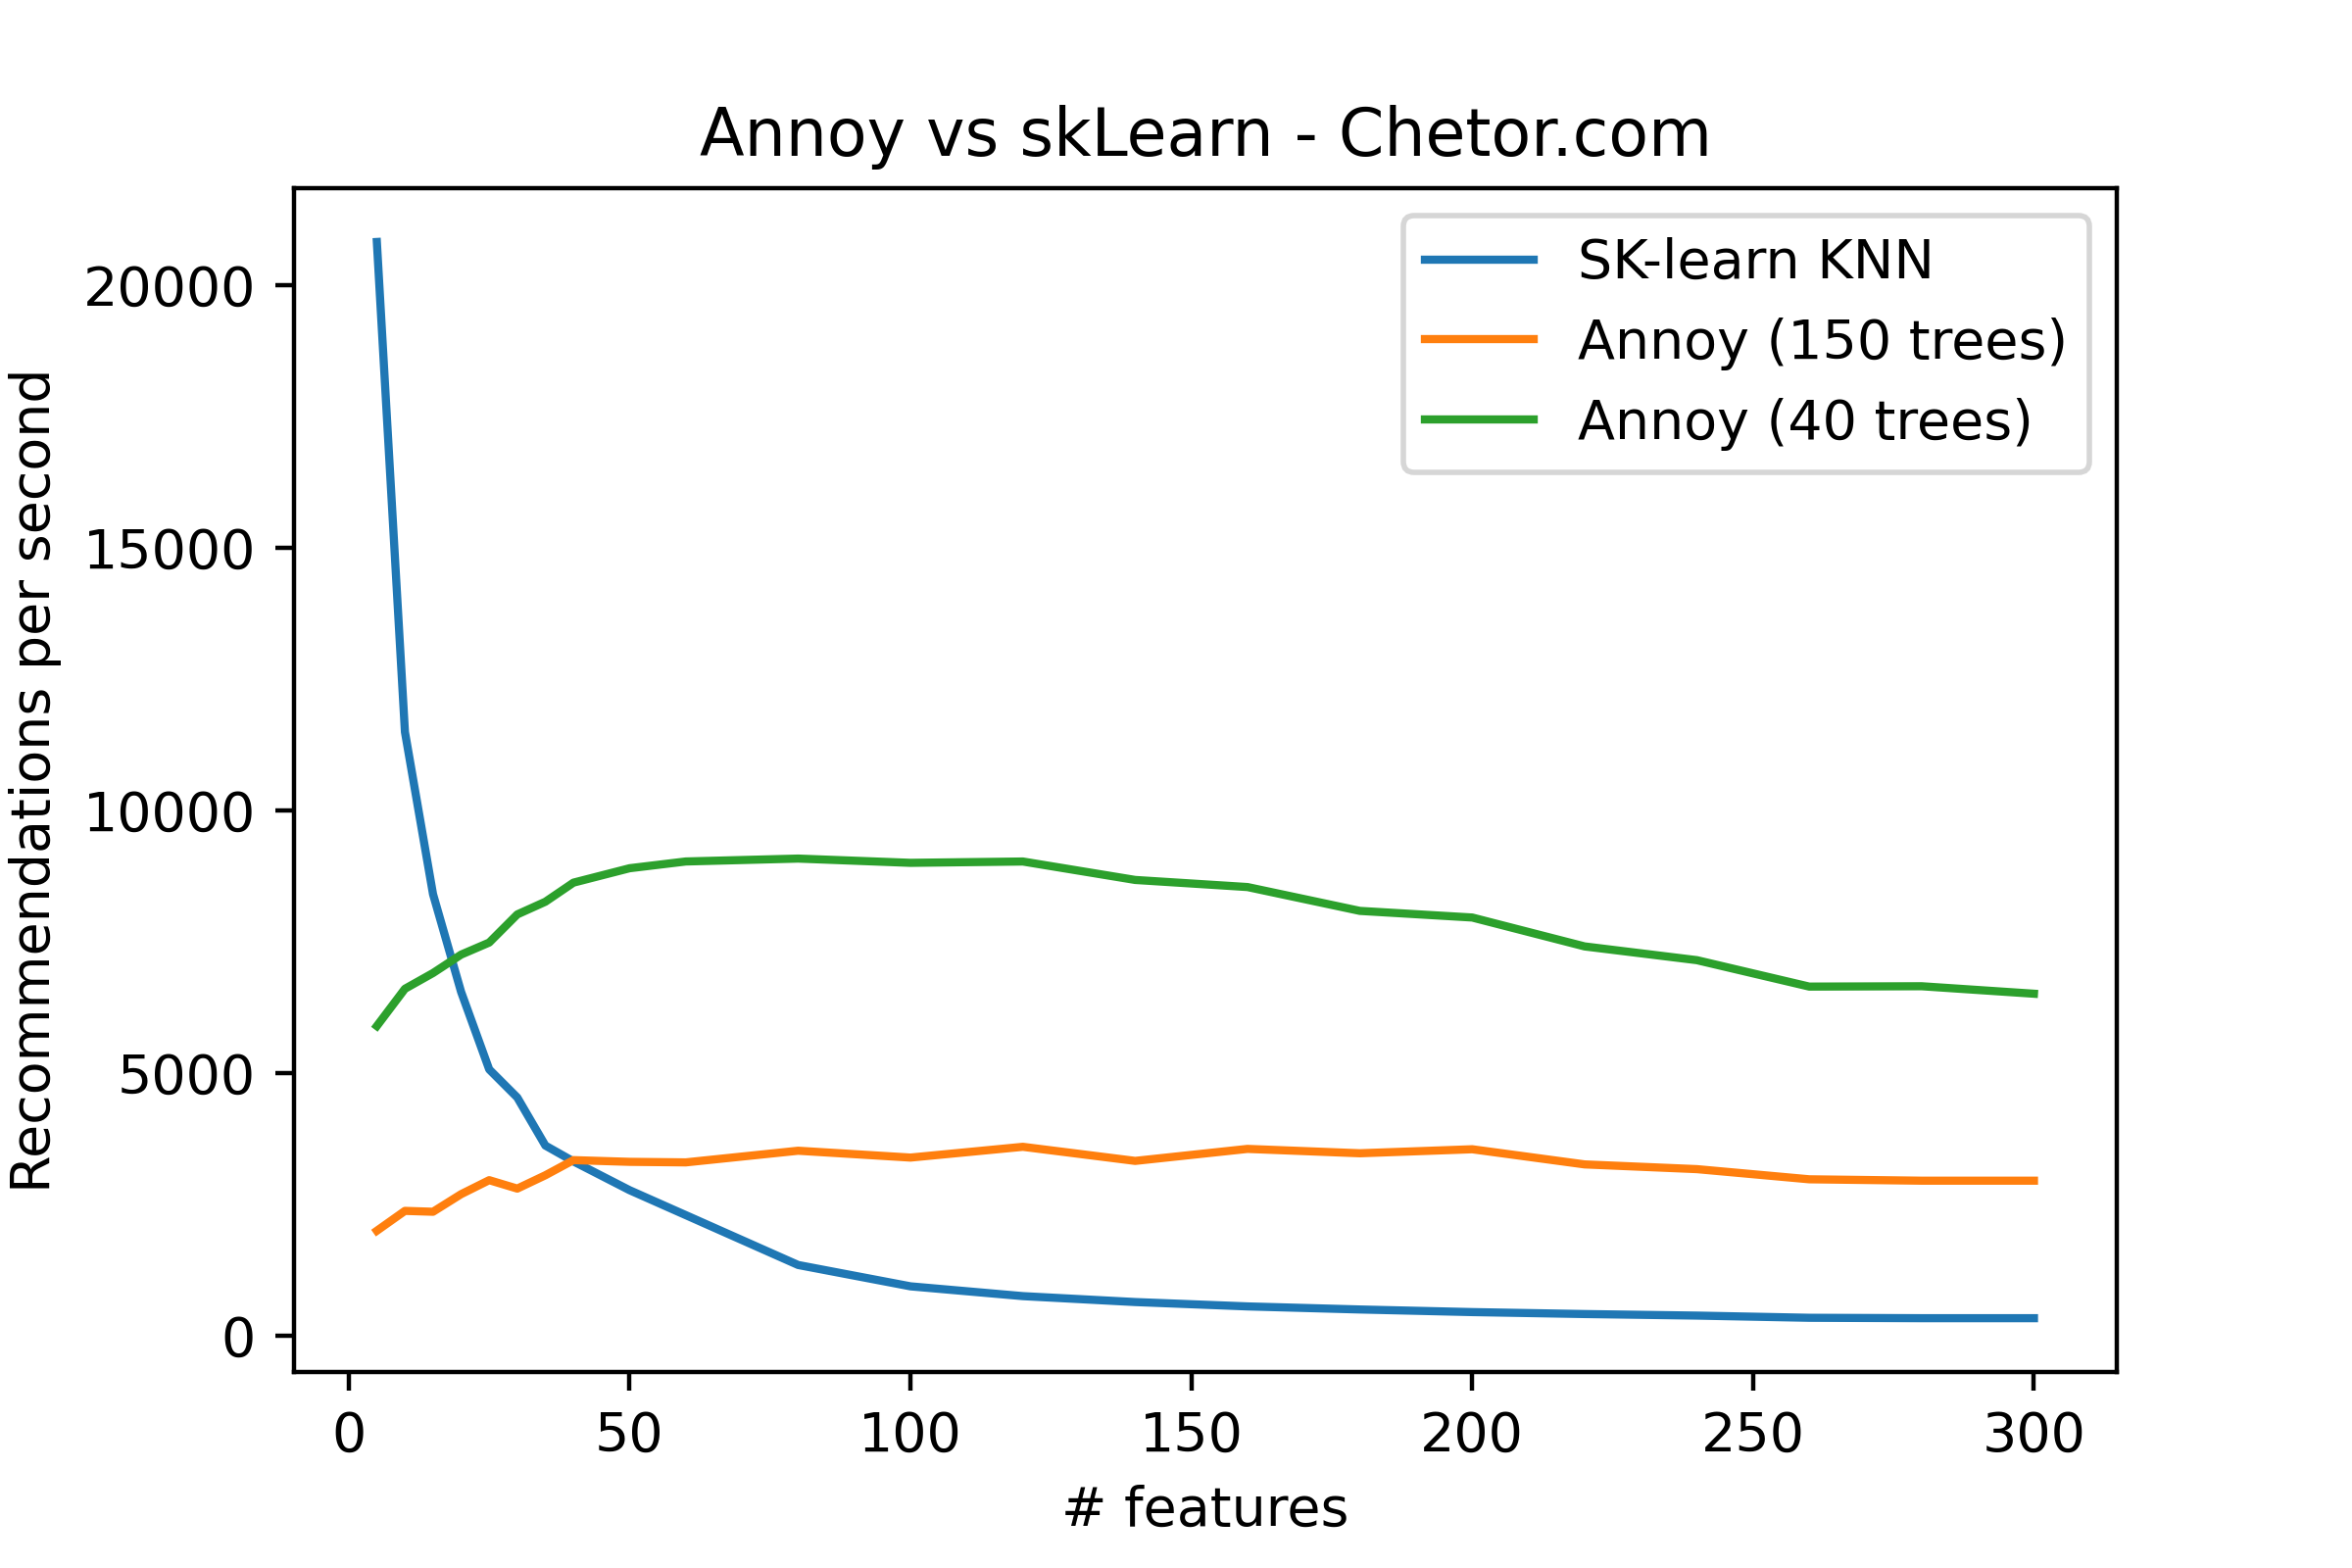 Annoy vs skLearn - Chetor.com
SK-learn KNN
Annoy (150 trees)
Annoy (40 trees)
Recommendations per second
20000
15000
10000
5000
0
0 50 100 150 200 250 300
# features